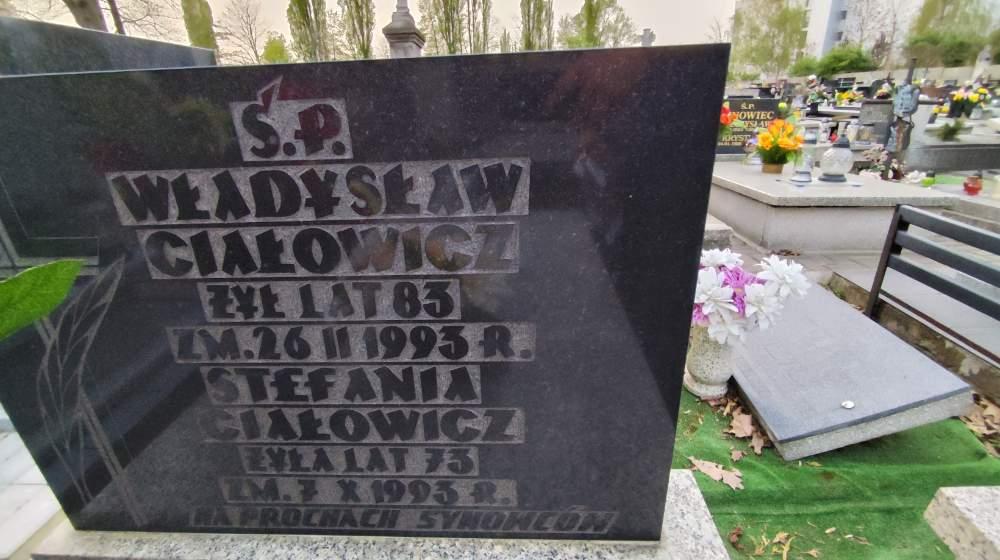 Ś.P.
WŁADYSŁAW
CIAŁOWICZ
ŻYŁ LAT 83
ZM. 26 II 1993 R.
STEFANIA
CIAŁOWICZ
ŻYŁA LAT 73
ZM. 7 X 1993 R.
NA PROCHACH SYNOWCÓW
Ś.P.
NOWIEC